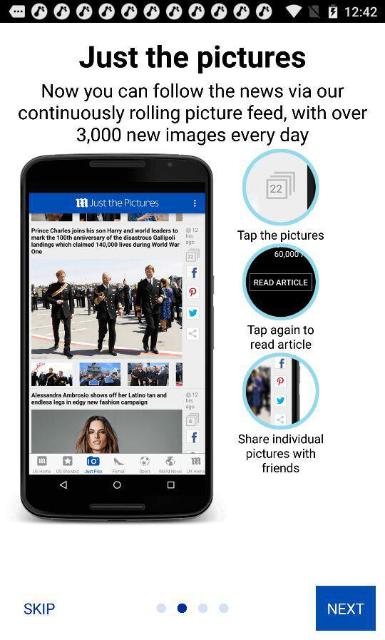 12:42
Just the pictures
Now you can follow the news via our
continuously rolling picture feed, with over
3,000 new images every day
Just the Pictures
Prince Charles joins his son Harry and world leaders to
mark the 100th anniversary of the disastrous Gallipoli
landings which claimed 140,000 lives during World War
One
12
hrs
ago
22
Alessandra Ambrosio shows off her Latino tan and
endless legs in edgy new fashion campaign
12
hrs
ago
6
UK Home
US Showbiz
Just Pics
Femail
Sport
World News
22
Tap the pictures
60,000
READ ARTICLE
Tap again to
read article
Share individual
pictures with
friends
SKIP
NEXT